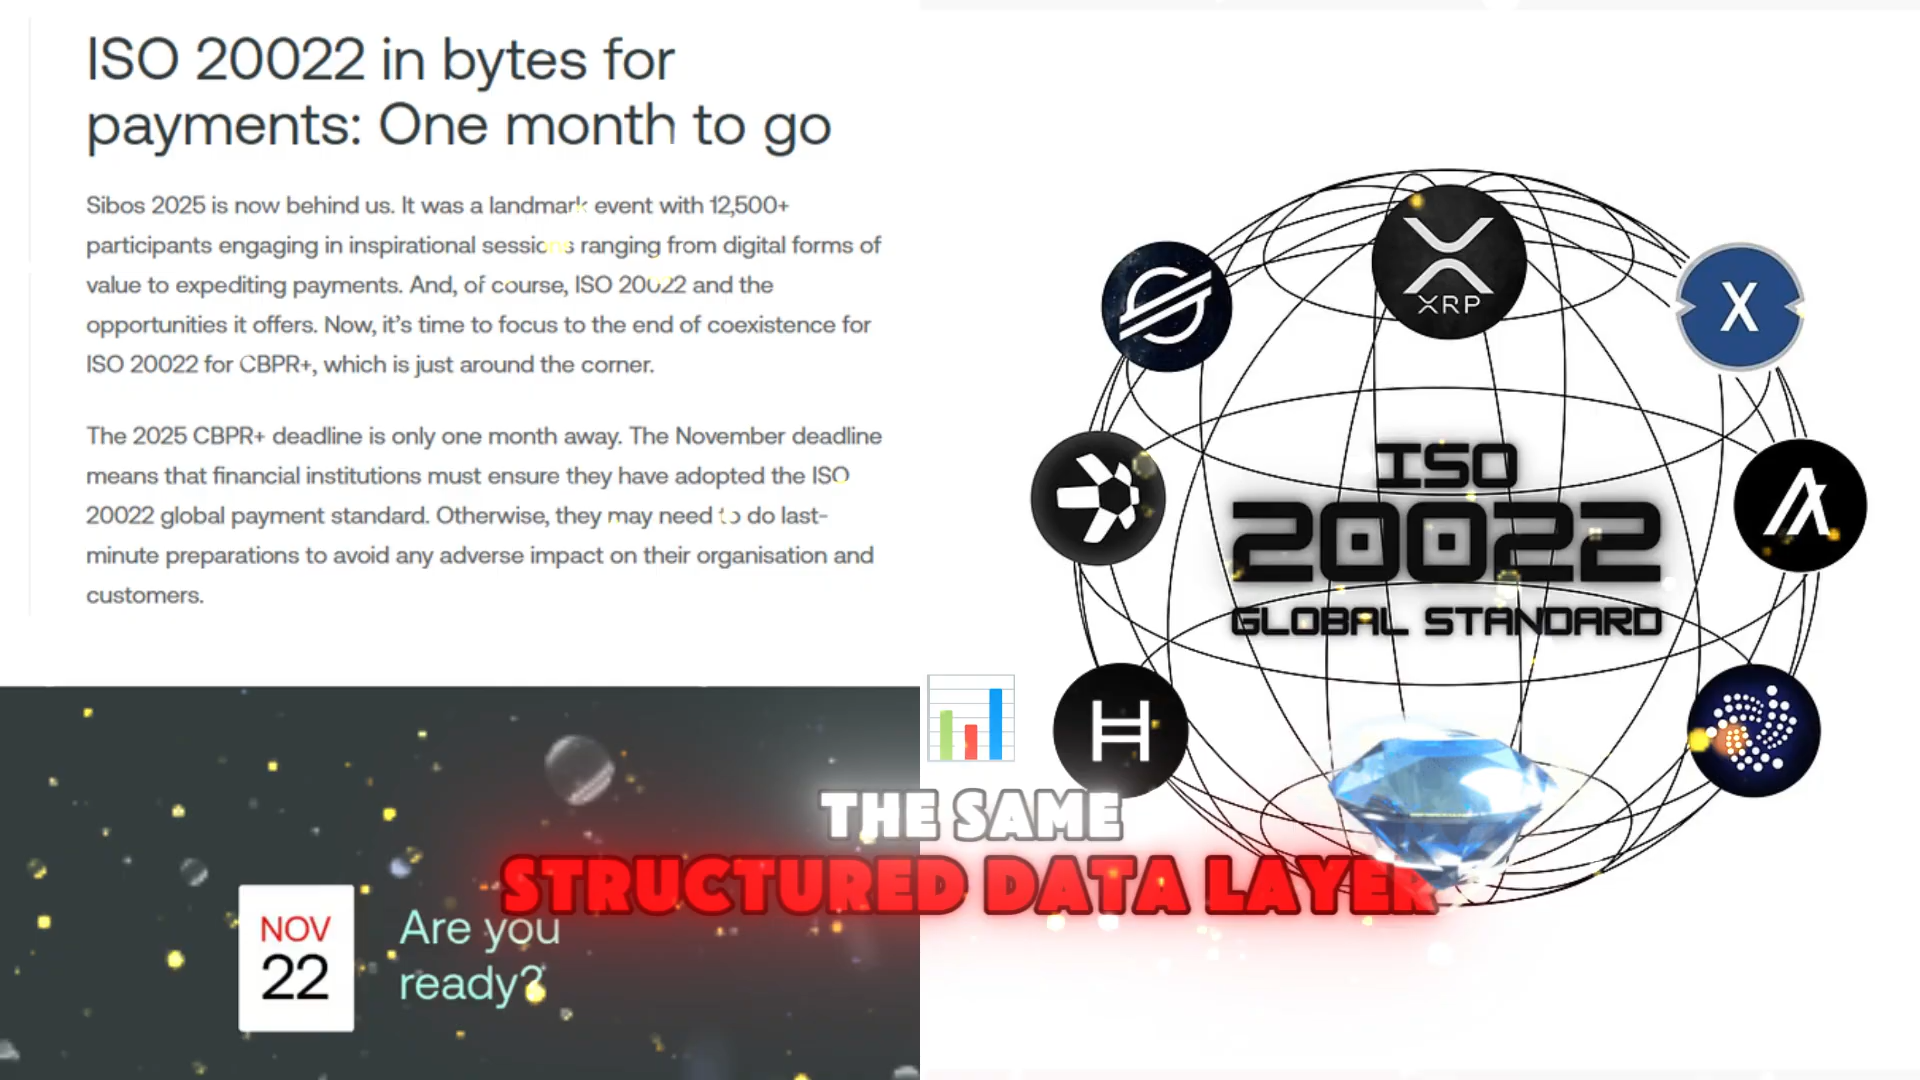 ISO 20022 in bytes for
payments: One month to go
Sibos 2025 is now behind us. It was a landmark event with 12,500+
participants engaging in inspirational sessions ranging from digital forms of
value to expediting payments. And, of course, ISO 20022 and the
opportunities it offers. Now, it's time to focus to the end of coexistence for
ISO 20022 for CBPR+, which is just around the corner.
The 2025 CBPR+ deadline is only one month away. The November deadline
means that financial institutions must ensure they have adopted the ISO
20022 global payment standard. Otherwise, they may need to do last-
minute preparations to avoid any adverse impact on their organisation and
customers.
NOV
22
Are you
ready?
XRP
X
ISO
20022
GLOBAL STANDARD
H
THE SAME
STRUCTURED DATA LAYER